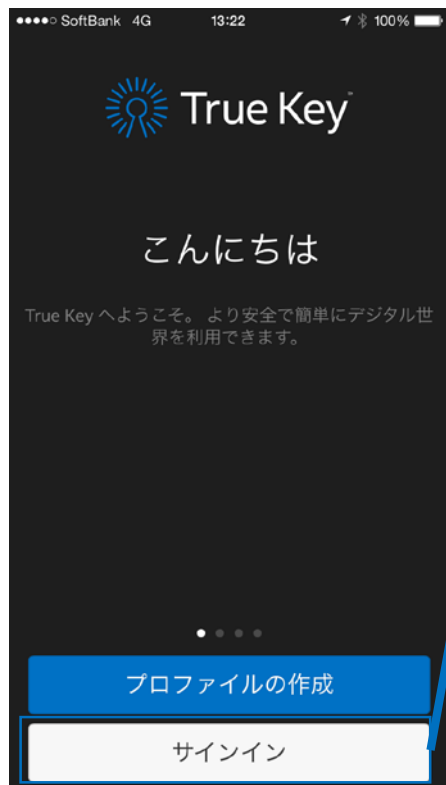 SoftBank 4G 13:22 100%
True Key™
こんにちは
True Key へようこそ。 より安全で簡単にデジタル世
界を利用できます。
プロファイルの作成
サインイン